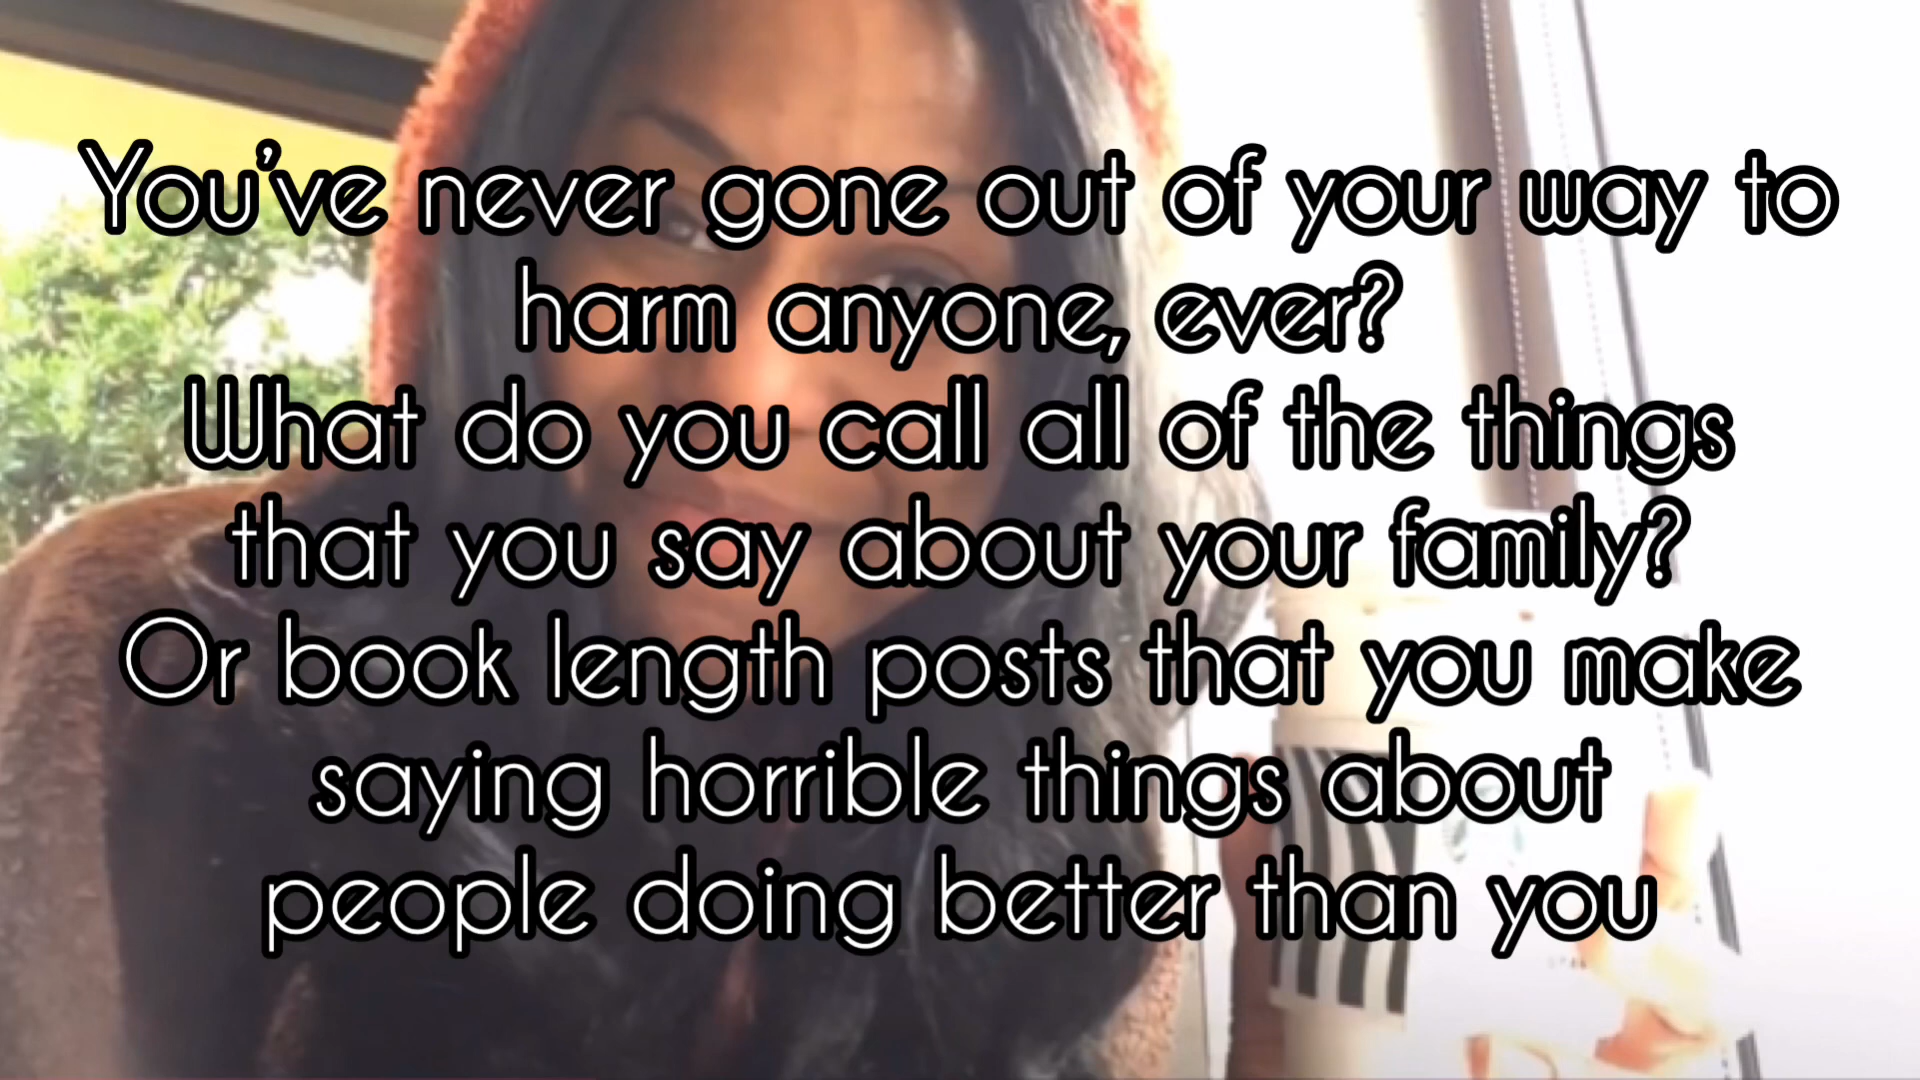 You've never gone out of your way to
harm anyone, ever?
What do you call all of the things
that you say about your family?
Or book length posts that you make
saying horrible things about
people doing better than you